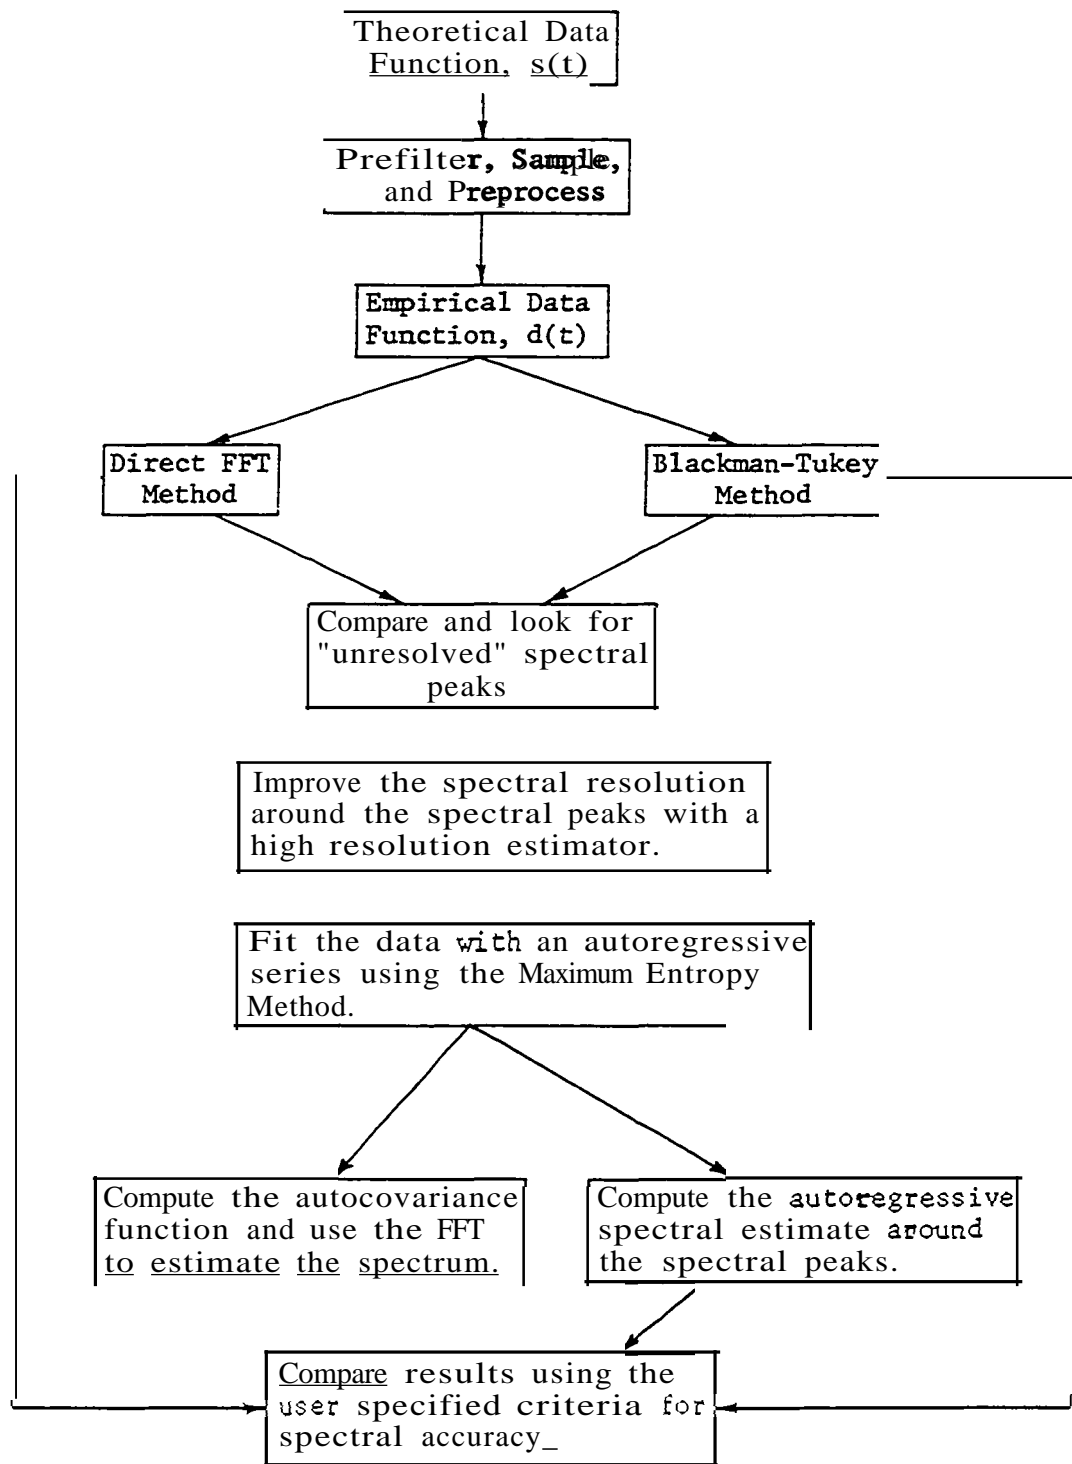 Theoretical Data
Function, s(t)
Prefilter, Sample,
and Preprocess
Empirical Data
Function, d(t)
Direct FFT
Method
Blackman-Tukey
Method
Compare and look for
"unresolved" spectral
peaks
Improve the spectral resolution
around the spectral peaks with a
high resolution estimator.
Fit the data with an autoregressive
series using the Maximum Entropy
Method.
Compute the autocovariance
function and use the FFT
to estimate the spectrum.
Compute the autoregressive
spectral estimate around
the spectral peaks.
Compare results using the
user specified criteria for
spectral accuracy_